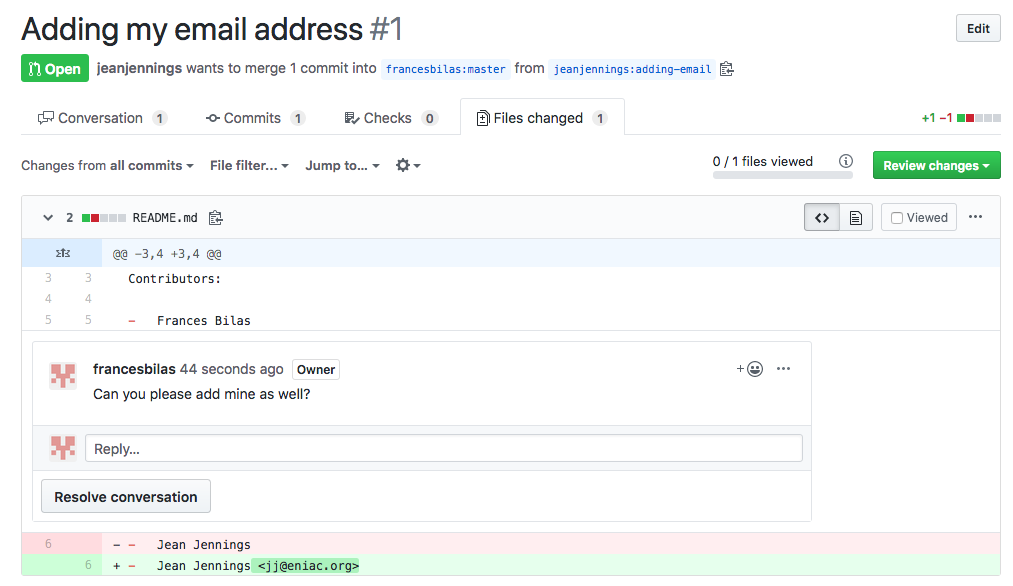 Adding my email address #1
Edit
Open jeanjennings wants to merge 1 commit into francesbilas:master from jeanjennings:adding-email
Conversation 1 Commits 1 Checks 0 Files changed 1 +1 −1
Changes from all commits File filter... Jump to... 0 / 1 files viewed Review changes
2 README.md Viewed
@@ -3,4 +3,4 @@
3 3 Contributors:
4 4
5 5 - Frances Bilas
francesbilas 44 seconds ago Owner
Can you please add mine as well?
Reply...
Resolve conversation
6 - - Jean Jennings
6 + - Jean Jennings <jj@eniac.org>